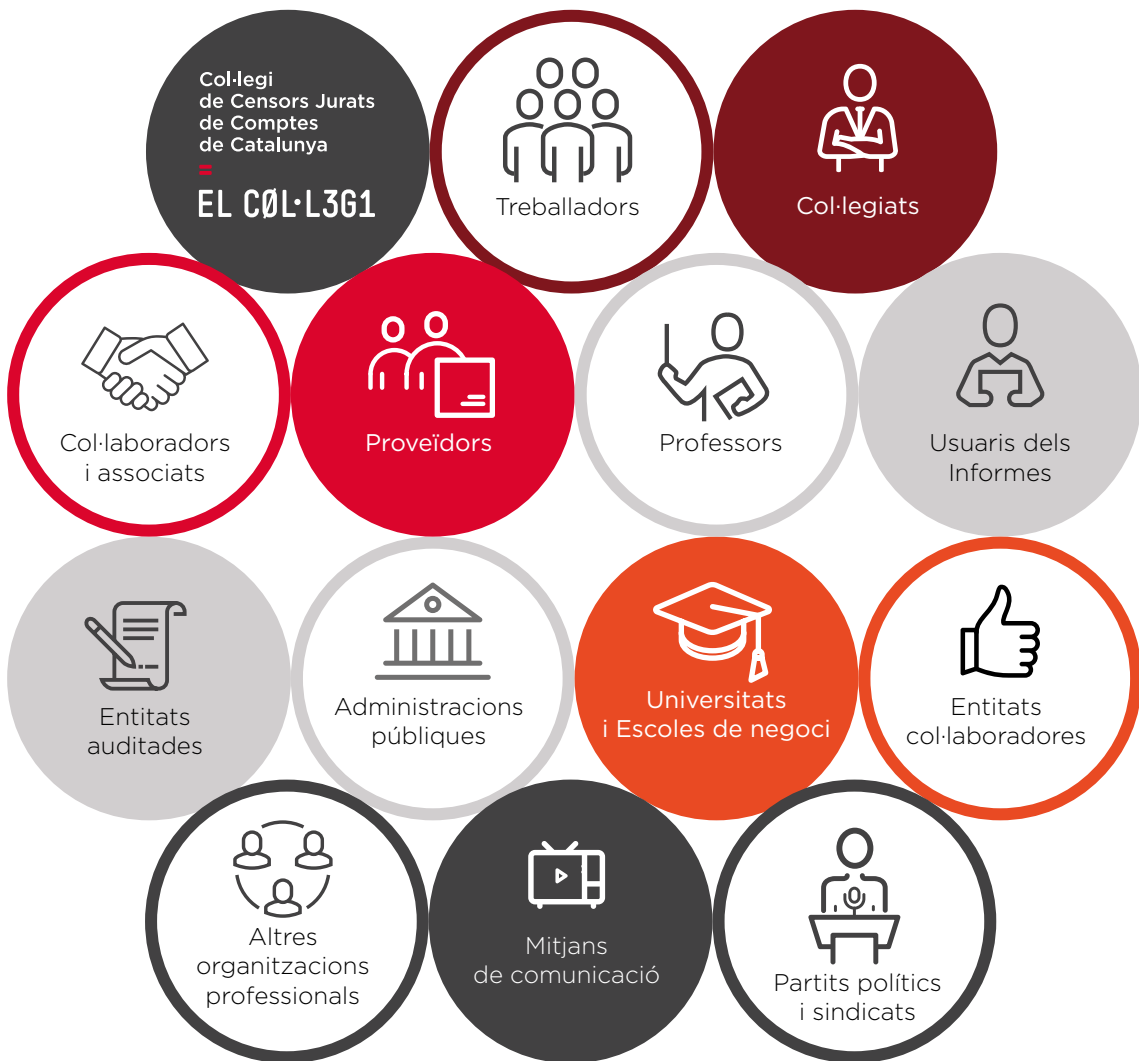 Col·legi
de Censors Jurats
de Comptes
de Catalunya
=
EL CØL·L3G1
Treballadors
Col·legiats
Col·laboradors
i associats
Proveïdors
Professors
Usuaris dels
Informes
Entitats
auditades
Administracions
públiques
Universitats
i Escoles de negoci
Entitats
col·laboradores
Altres
organitzacions
professionals
Mitjans
de comunicació
Partits polítics
i sindicats